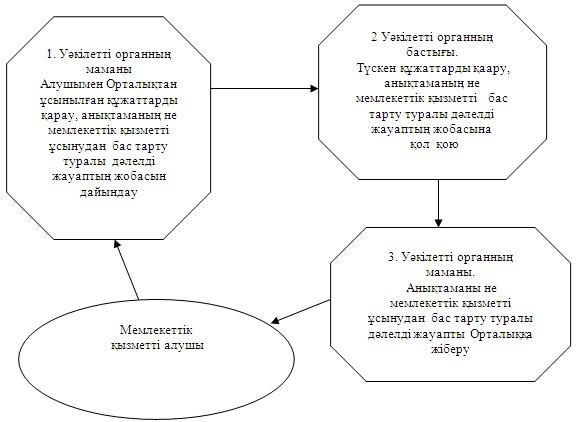 1. Уәкілетті органның
маманы
Алушымен Орталықтан
ұсынылған құжаттарды
қарау, анықтаманың не
мемлекеттік қызметті
ұсынудан бас тарту
туралы дәлелді
жауаптың жобасын
дайындау
2 Уәкілетті органның
бастығы.
Түскен құжаттарды қаару,
анықтаманың не
мемлекеттік қызметті бас
тарту туралы дәлелді
жауаптың жобасына
қол қою
3. Уәкілетті органның
маманы.
Анықтаманы не
мемлекеттік қызметті
ұсынудан бас тарту туралы
дәлелді жауапты Орталыққа
жіберу
Мемлекеттік
қызметті алушы